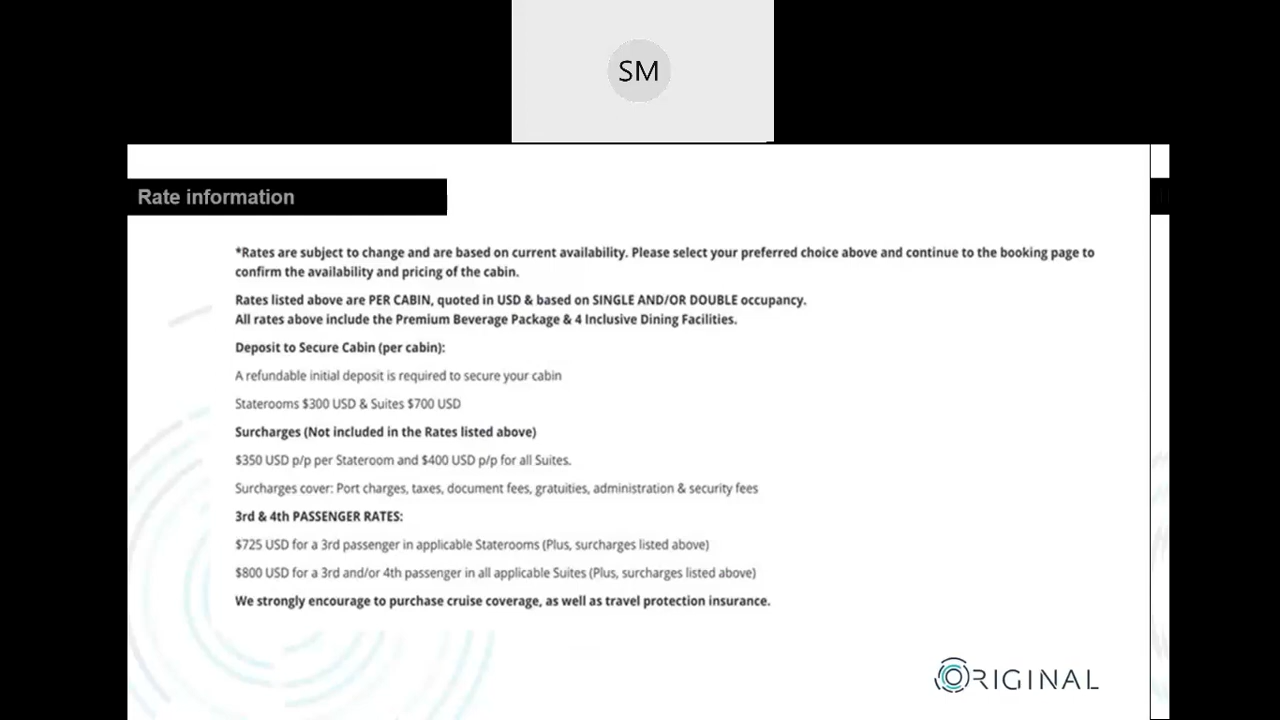 SM
Rate information
*Rates are subject to change and are based on current availability. Please select your preferred choice above and continue to the booking page to
confirm the availability and pricing of the cabin.
Rates listed above are PER CABIN, quoted in USD & based on SINGLE AND/OR DOUBLE occupancy.
All rates above include the Premium Beverage Package & 4 Inclusive Dining Facilities.
Deposit to Secure Cabin (per cabin):
A refundable initial deposit is required to secure your cabin
Staterooms $300 USD & Suites $700 USD
Surcharges (Not included in the Rates listed above)
$350 USD p/p per Stateroom and $400 USD p/p for all Suites.
Surcharges cover: Port charges, taxes, document fees, gratuities, administration & security fees
3rd & 4th PASSENGER RATES:
$725 USD for a 3rd passenger in applicable Staterooms (Plus, surcharges listed above)
$800 USD for a 3rd and/or 4th passenger in all applicable Suites (Plus, surcharges listed above)
We strongly encourage to purchase cruise coverage, as well as travel protection insurance.
ORIGINAL